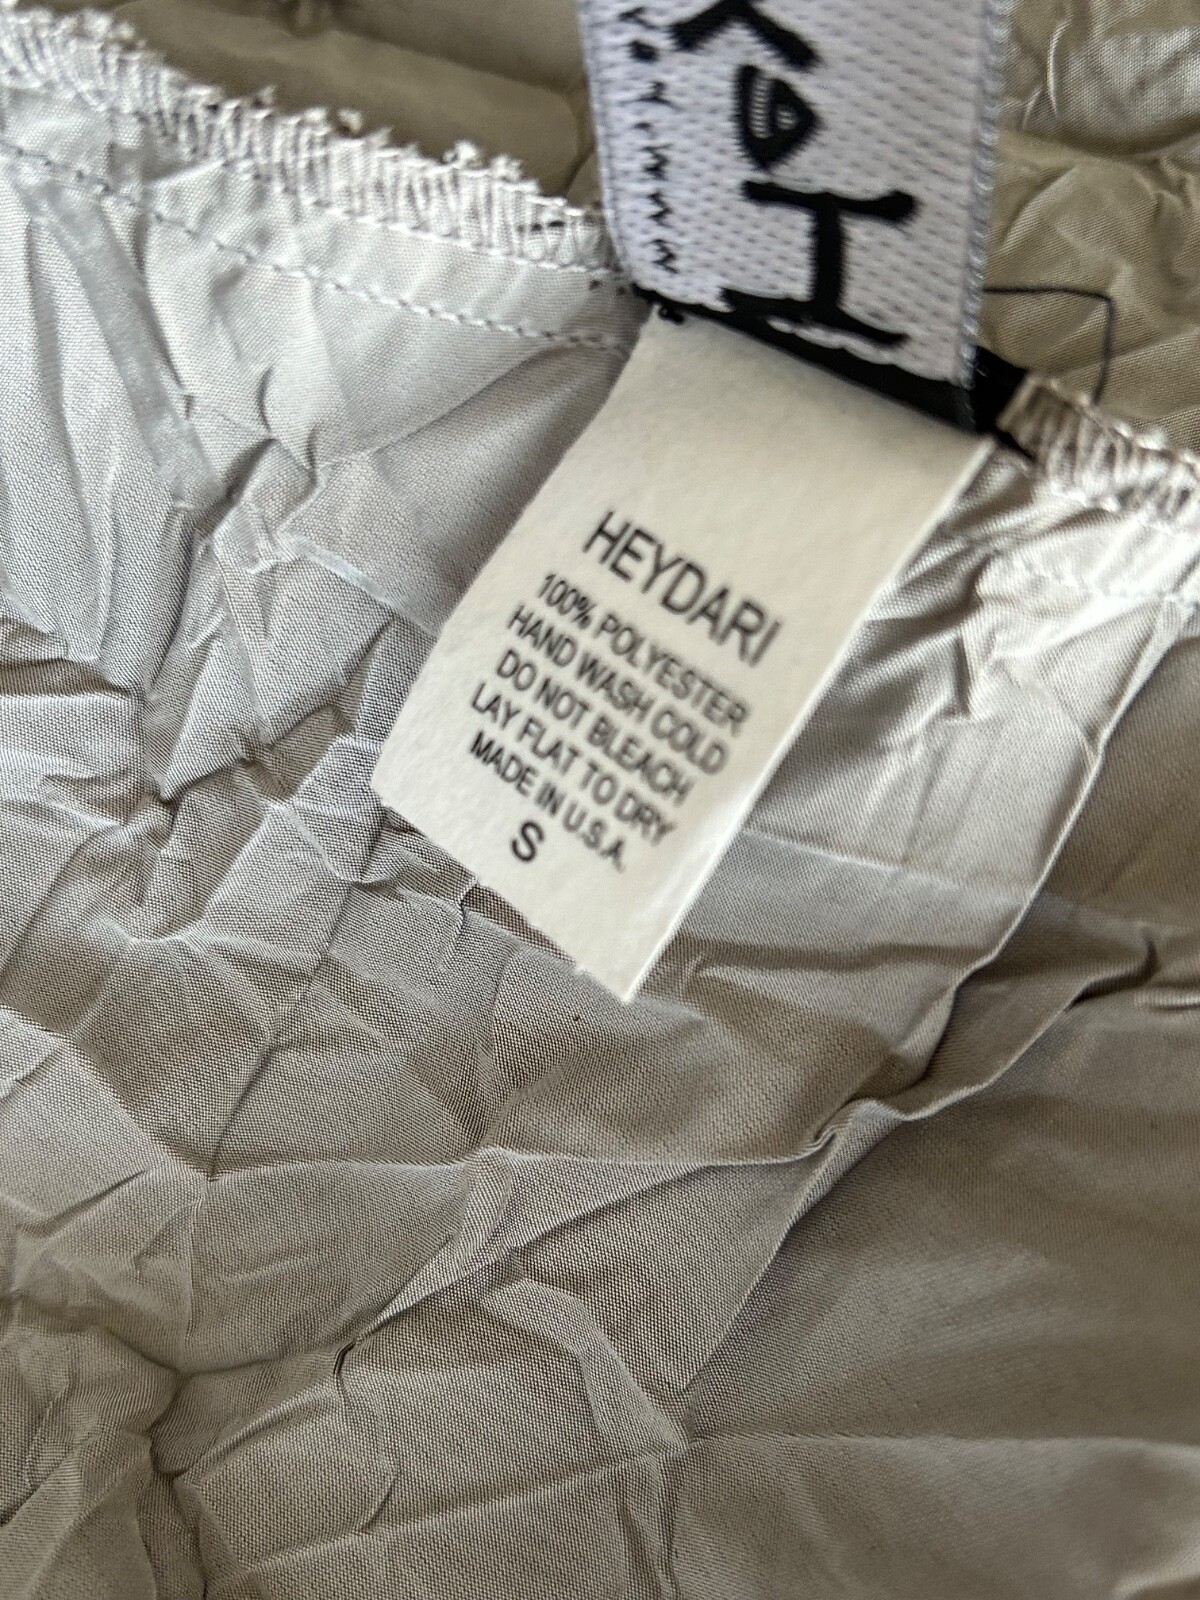 HEYDARI
100% POLYESTER
HAND WASH COLD
DO NOT BLEACH
LAY FLAT TO DRY
MADE IN U.S.A.
S